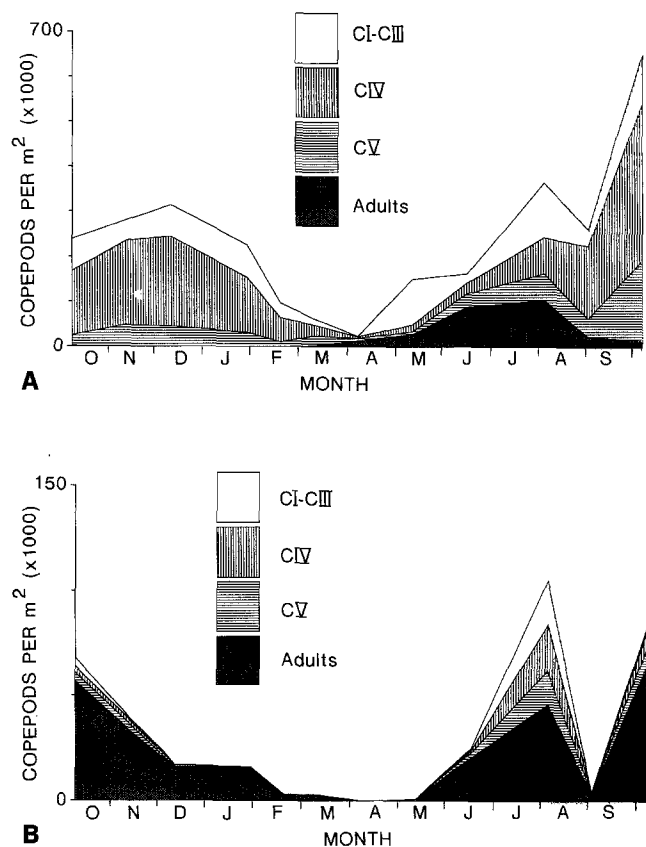 700
CI-CIII
CIV
CV
Adults
COPEPODS PER m² (x1000)
0
O N D J F M A M J J A S
A
MONTH
150
CI-CIII
CIV
CV
Adults
COPEPODS PER m² (x1000)
0
O N D J F M A M J J A S
B
MONTH